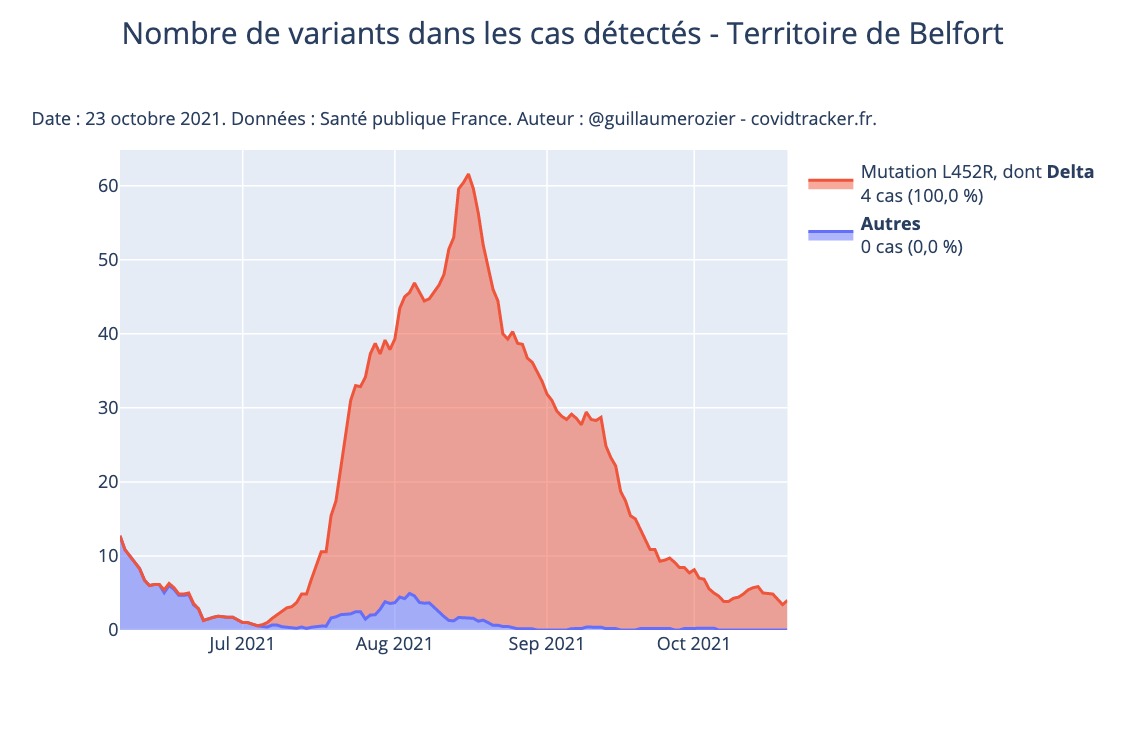 Nombre de variants dans les cas détectés - Territoire de Belfort
Date : 23 octobre 2021. Données : Santé publique France. Auteur : @guillaumerozier - covidtracker.fr.
Mutation L452R, dont Delta
4 cas (100,0 %)
Autres
0 cas (0,0 %)
60
50
40
30
20
10
0
Jul 2021
Aug 2021
Sep 2021
Oct 2021